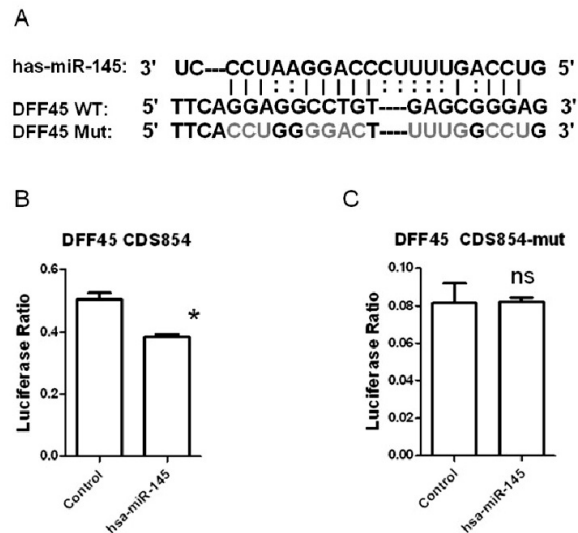 A
has-miR-145: 3' UC---CCUAAGGACCCUUUUGACCUG 5'
DFF45 WT: 5' TTCAGGAGGCCTGT----GAGCGGGAG 3'
DFF45 Mut: 5' TTCACCUGGGGACT----UUUGGCCUG 3'
B
DFF45 CDS854
Luciferase Ratio
0.6
0.4
0.2
0.0
*
Control
hsa-miR-145
C
DFF45 CDS854-mut
Luciferase Ratio
0.10
0.08
0.06
0.04
0.02
0.00
ns
Control
hsa-miR-145